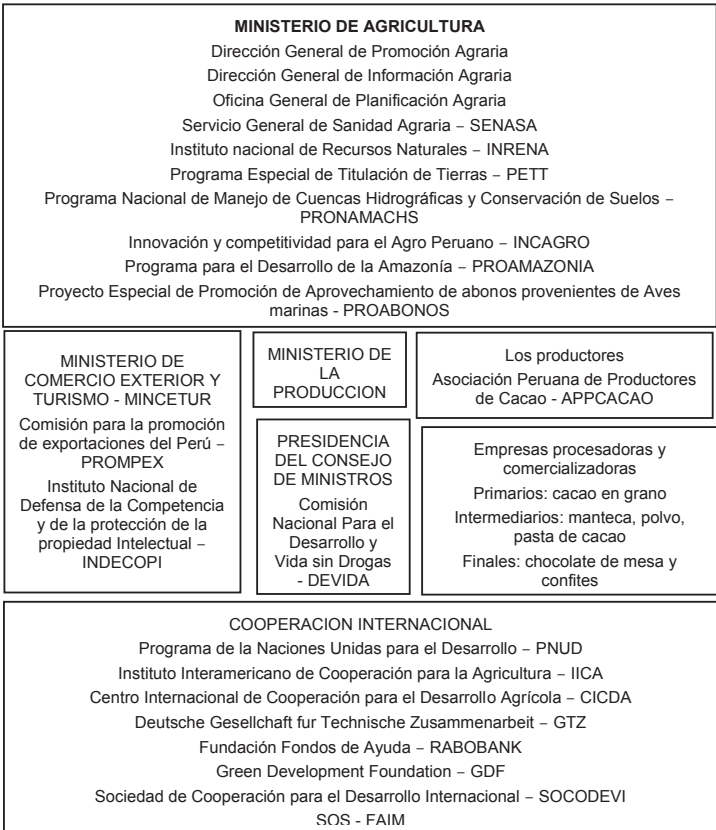 MINISTERIO DE AGRICULTURA
Dirección General de Promoción Agraria
Dirección General de Información Agraria
Oficina General de Planificación Agraria
Servicio General de Sanidad Agraria – SENASA
Instituto nacional de Recursos Naturales – INRENA
Programa Especial de Titulación de Tierras – PETT
Programa Nacional de Manejo de Cuencas Hidrográficas y Conservación de Suelos –
PRONAMACHS
Innovación y competitividad para el Agro Peruano – INCAGRO
Programa para el Desarrollo de la Amazonía – PROAMAZONIA
Proyecto Especial de Promoción de Aprovechamiento de abonos provenientes de Aves
marinas - PROABONOS
MINISTERIO DE
COMERCIO EXTERIOR Y
TURISMO - MINCETUR
Comisión para la promoción
de exportaciones del Perú –
PROMPEX
Instituto Nacional de
Defensa de la Competencia
y de la protección de la
propiedad Intelectual –
INDECOPI
MINISTERIO DE
LA
PRODUCCION
PRESIDENCIA
DEL CONSEJO
DE MINISTROS
Comisión
Nacional Para el
Desarrollo y
Vida sin Drogas
- DEVIDA
Los productores
Asociación Peruana de Productores
de Cacao - APPCACAO
Empresas procesadoras y
comercializadoras
Primarios: cacao en grano
Intermediarios: manteca, polvo,
pasta de cacao
Finales: chocolate de mesa y
confites
COOPERACION INTERNACIONAL
Programa de la Naciones Unidas para el Desarrollo – PNUD
Instituto Interamericano de Cooperación para la Agricultura – IICA
Centro Internacional de Cooperación para el Desarrollo Agrícola – CICDA
Deutsche Gesellchaft fur Technische Zusammenarbeit – GTZ
Fundación Fondos de Ayuda – RABOBANK
Green Development Foundation – GDF
Sociedad de Cooperación para el Desarrollo Internacional – SOCODEVI
SOS - FAIM